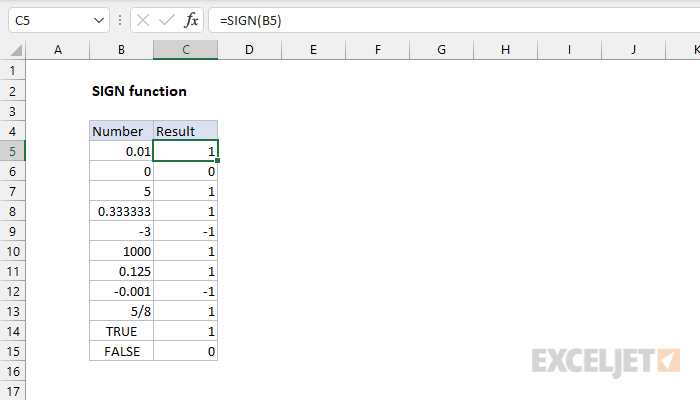 C5 fx =SIGN(B5)
A B C D E F G H I J K
1
2 SIGN function
3
4 Number Result
5 0.01 1
6 0 0
7 5 1
8 0.333333 1
9 -3 -1
10 1000 1
11 0.125 1
12 -0.001 -1
13 5/8 1
14 TRUE 1
15 FALSE 0
16 EXCELJET
17